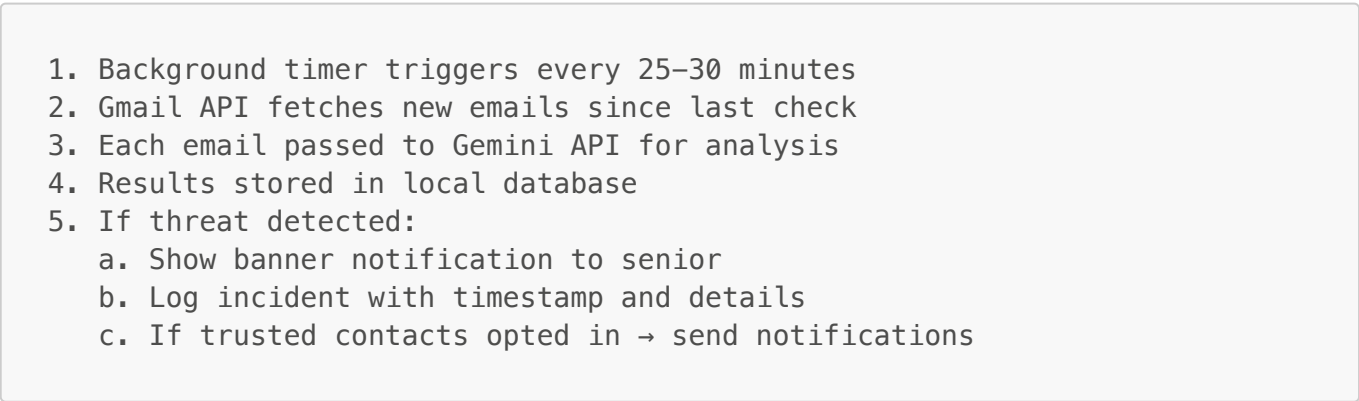 1. Background timer triggers every 25–30 minutes
2. Gmail API fetches new emails since last check
3. Each email passed to Gemini API for analysis
4. Results stored in local database
5. If threat detected:
   a. Show banner notification to senior
   b. Log incident with timestamp and details
   c. If trusted contacts opted in → send notifications